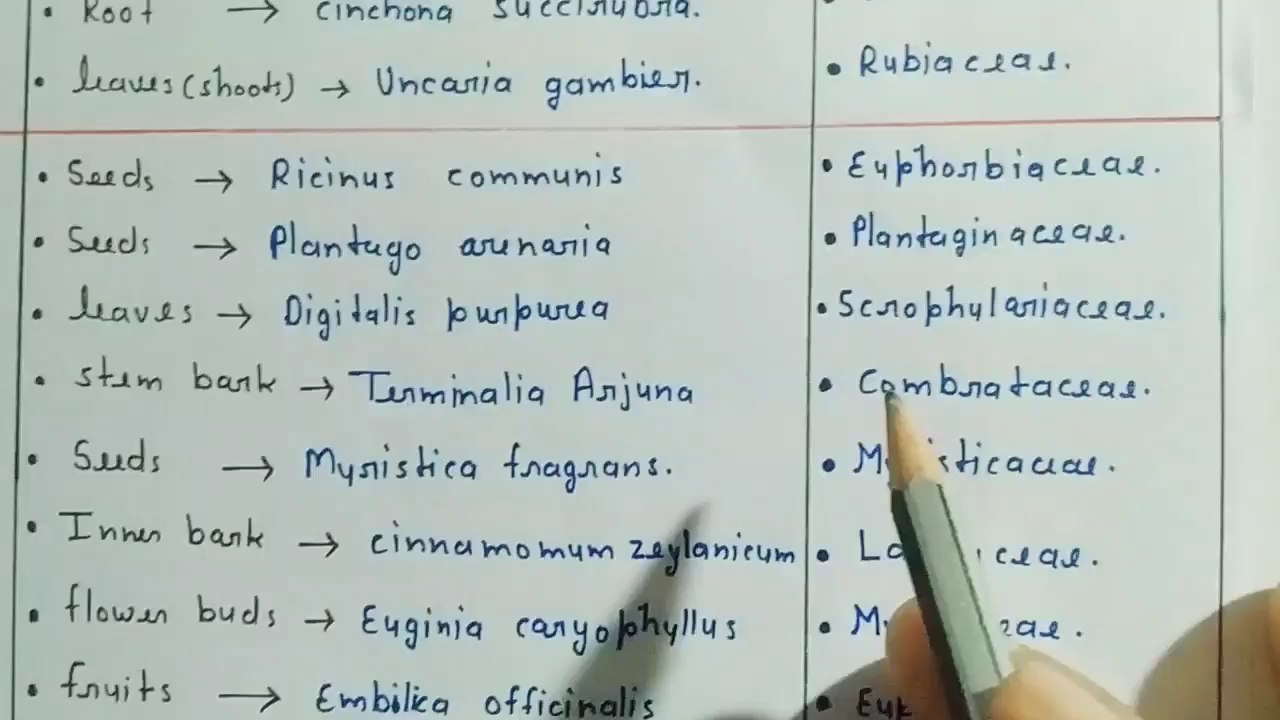 • Root → Cinchona succirubra.
• leaves(shoots) → Uncaria gambier. • Rubiaceae.
• Seeds → Ricinus communis • Euphorbiaceae.
• Seeds → Plantago arenaria • Plantaginaceae.
• leaves → Digitalis purpurea • Scrophylariaceae.
• stem bark → Terminalia Arjuna • Combrataceae.
• Seeds → Myristica fragrans. •
• Inner bark → cinnamomum zeylanicum •
• flower buds → Euginia caryophyllus •
• fruits → Embilica officinalis •